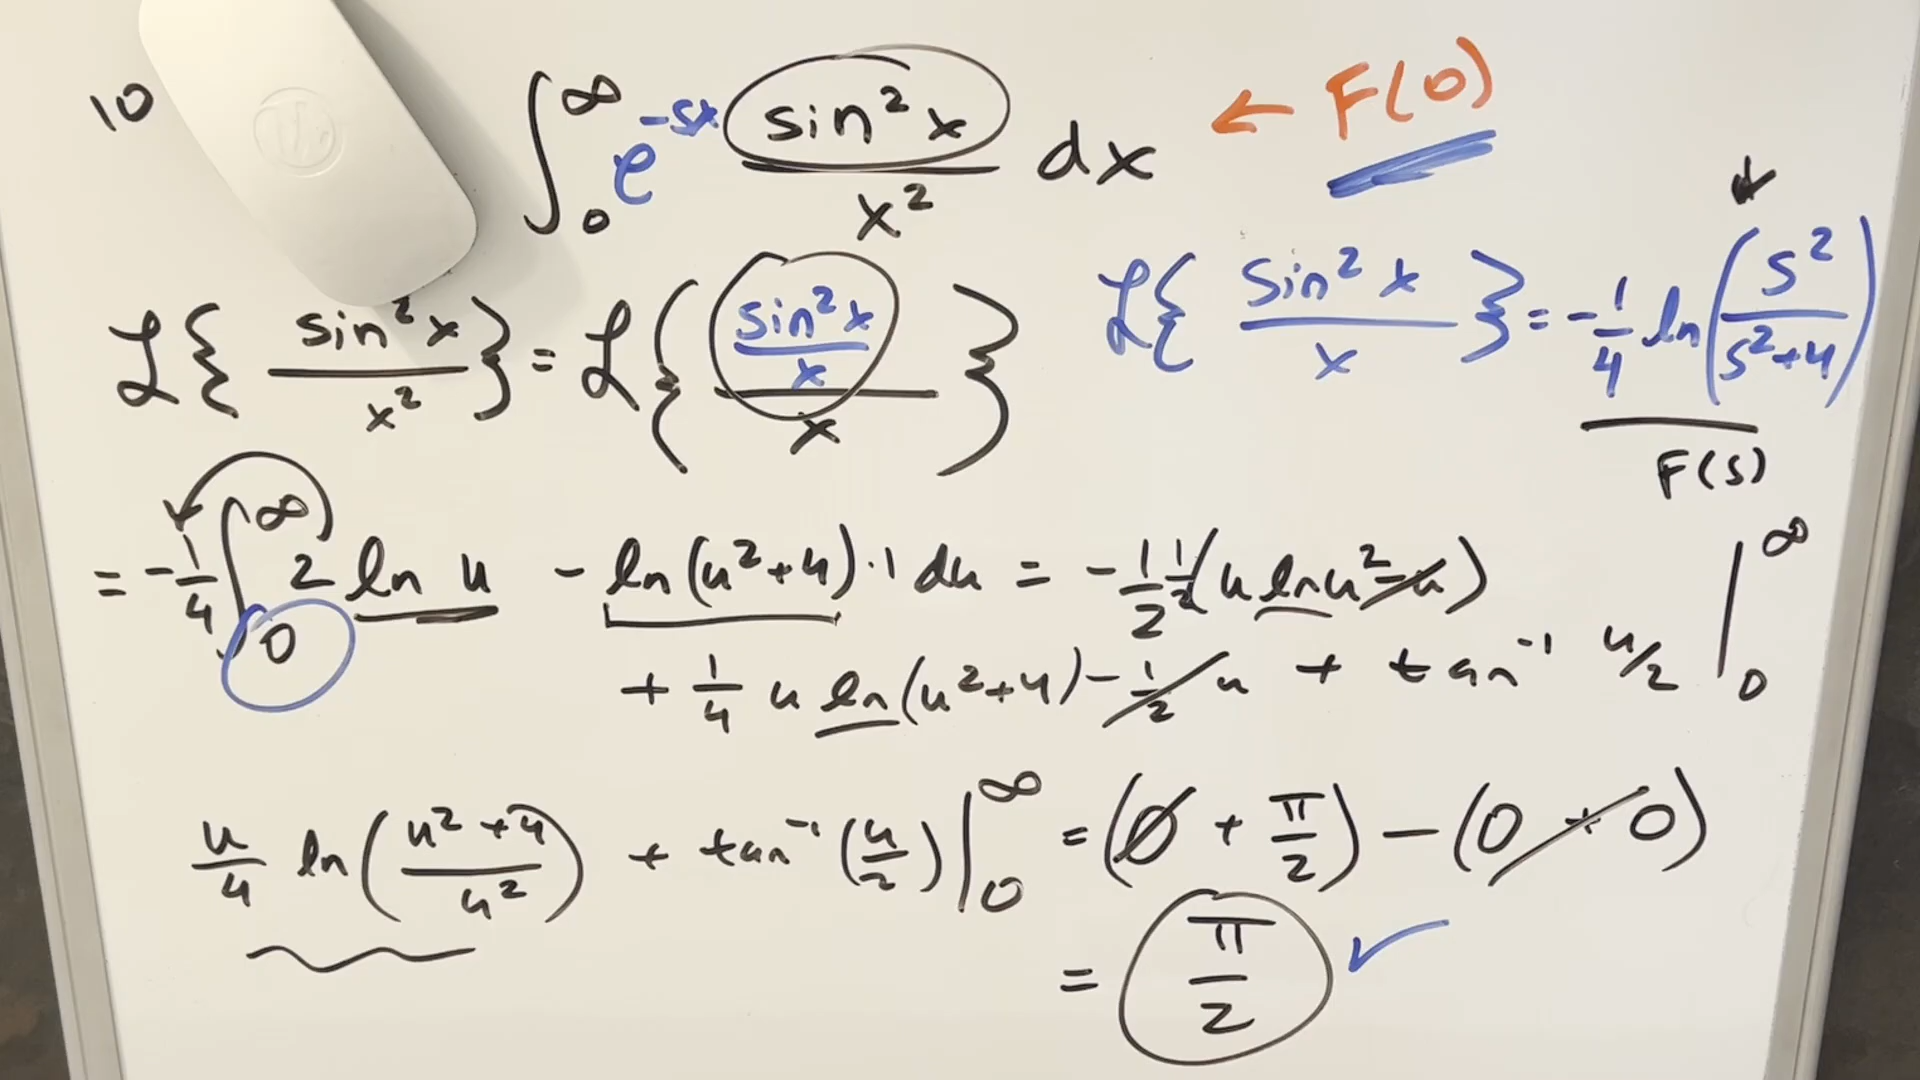 10
∫₀^∞ e^(-sx) sin²x / x² dx ← F(0)
ℒ{ sin²x / x² } = ℒ{ (sin²x / x) / x }
ℒ{ sin²x / x } = -1/4 ln( s² / (s²+4) )
F(s)
= -1/4 ∫₀^∞ 2 ln u - ln(u²+4)·1 du = -1/2 1/2 (u ln u² - u)
+ 1/4 u ln(u²+4) - 1/2 u + tan⁻¹ u/2 |₀^∞
u/4 ln( (u²+4) / u² ) + tan⁻¹(u/2) |₀^∞ = (0 + π/2) - (0 + 0)
= π/2 ✓